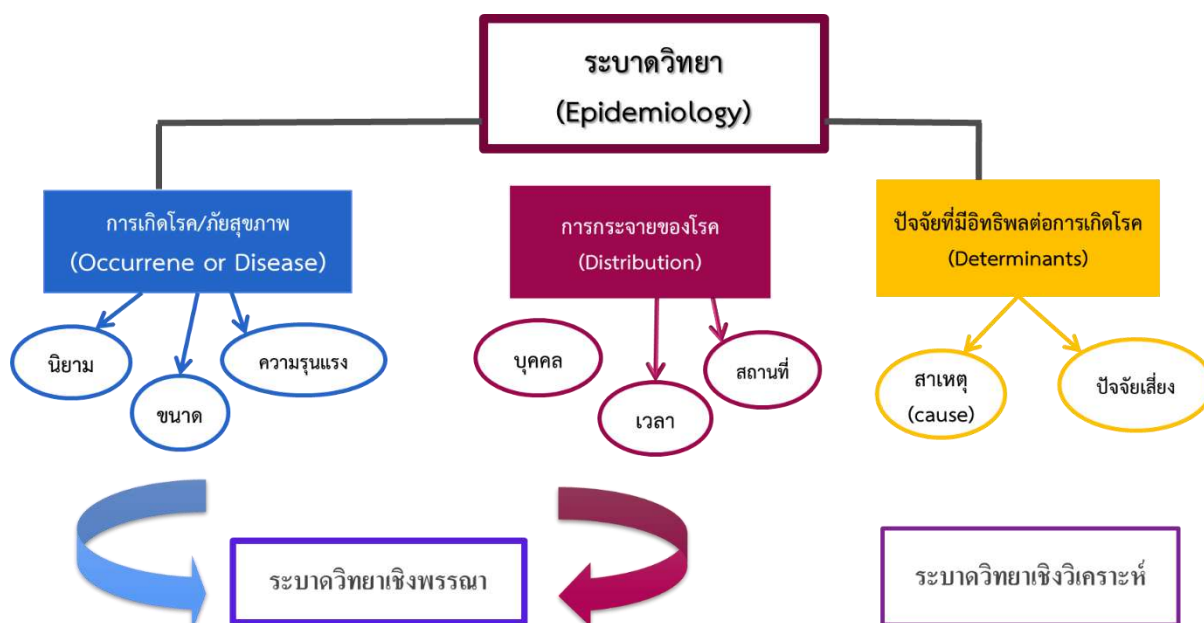 ระบาดวิทยา
(Epidemiology)
การเกิดโรค/ภัยสุขภาพ
(Occurrene or Disease)
นิยาม
ขนาด
ความรุนแรง
การกระจายของโรค
(Distribution)
บุคคล
เวลา
สถานที่
ปัจจัยที่มีอิทธิพลต่อการเกิดโรค
(Determinants)
สาเหตุ
(cause)
ปัจจัยเสี่ยง
ระบาดวิทยาเชิงพรรณา
ระบาดวิทยาเชิงวิเคราะห์